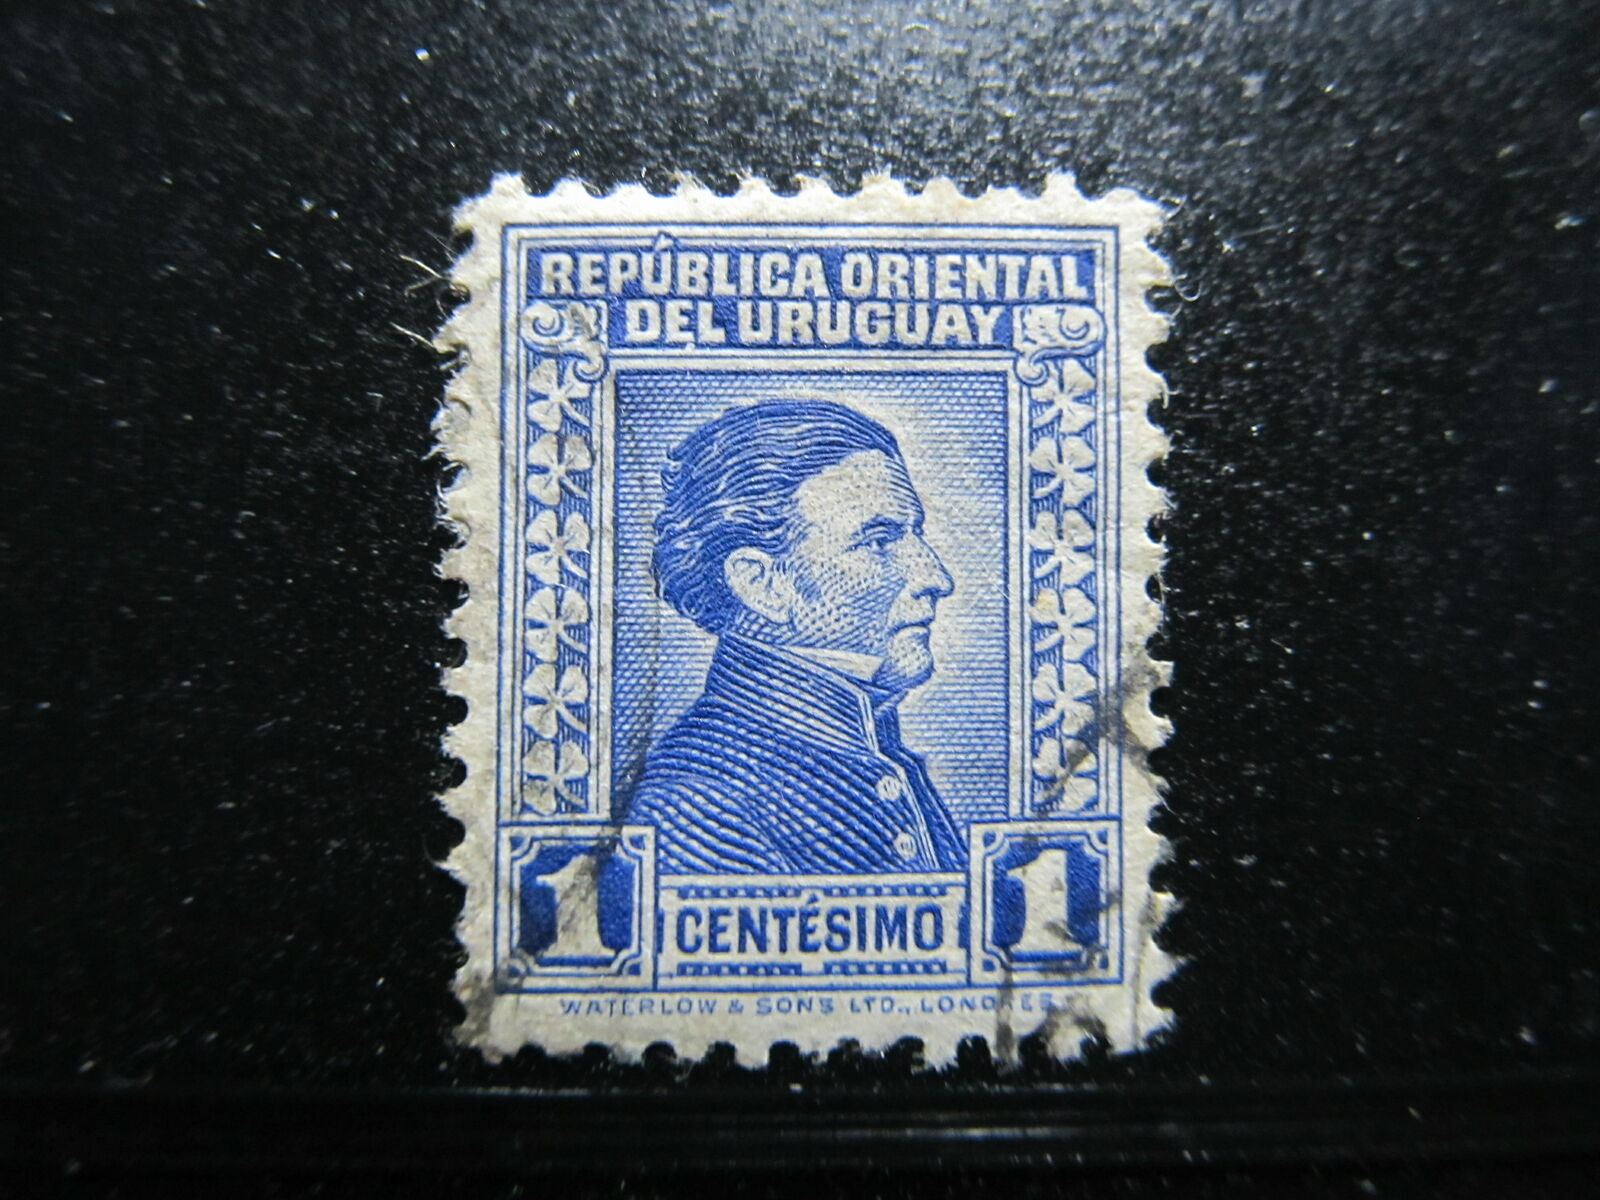 REPÚBLICA ORIENTAL
DEL URUGUAY
1 CENTÉSIMO 1
WATERLOW & SONS LTD., LONDRES